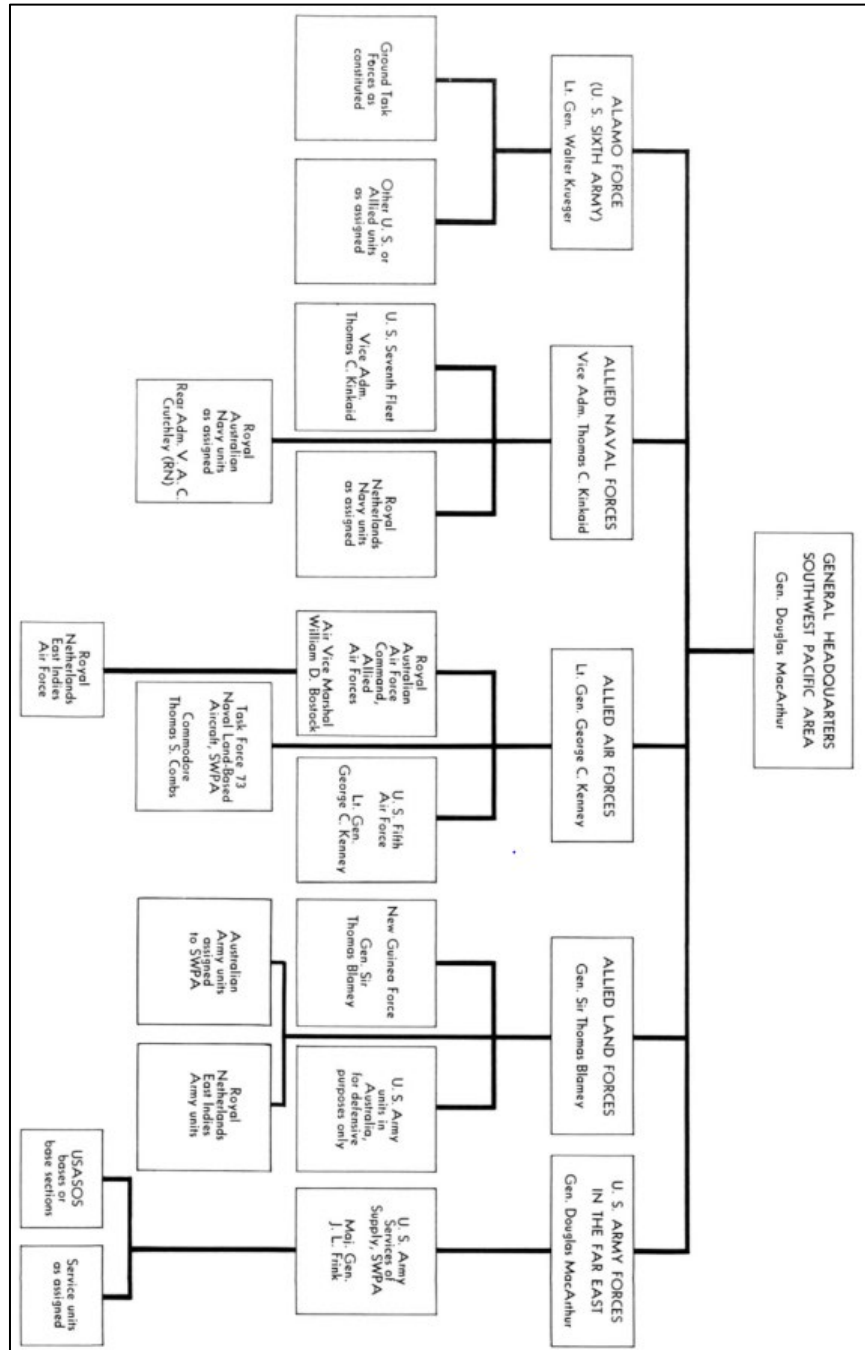 GENERAL HEADQUARTERS
SOUTHWEST PACIFIC AREA
Gen. Douglas MacArthur
ALAMO FORCE
(U. S. SIXTH ARMY)
Lt. Gen. Walter Krueger
ALLIED NAVAL FORCES
Vice Adm. Thomas C. Kinkaid
ALLIED AIR FORCES
Lt. Gen. George C. Kenney
ALLIED LAND FORCES
Gen. Sir Thomas Blamey
U. S. ARMY FORCES
IN THE FAR EAST
Gen. Douglas MacArthur
Ground Task
Forces as
constituted
Other U. S. or
Allied units
as assigned
U. S. Seventh Fleet
Vice Adm.
Thomas C. Kinkaid
Royal
Netherlands
Navy units
as assigned
Royal
Australian
Air Force
Command,
Allied
Air Forces
Air Vice Marshal
William D. Bostock
U. S. Fifth
Air Force
Lt. Gen.
George C. Kenney
New Guinea Force
Gen. Sir
Thomas Blamey
U. S. Army
units in
Australia,
for defensive
purposes only
U. S. Army
Services of
Supply, SWPA
Maj. Gen.
J. L. Frink
Royal
Australian
Navy units
as assigned
Rear Adm. V. A. C.
Crutchley (RN)
Task Force 73
Naval Land-Based
Aircraft, SWPA
Commodore
Thomas S. Combs
Australian
Army units
assigned
to SWPA
Royal
Netherlands
East Indies
Army units
Royal
Netherlands
East Indies
Air Force
USASOS
bases or
base sections
Service units
as assigned